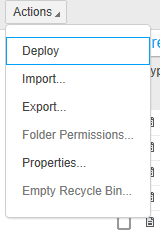 Actions
Deploy
Import...
Export...
Folder Permissions...
Properties...
Empty Recycle Bin...